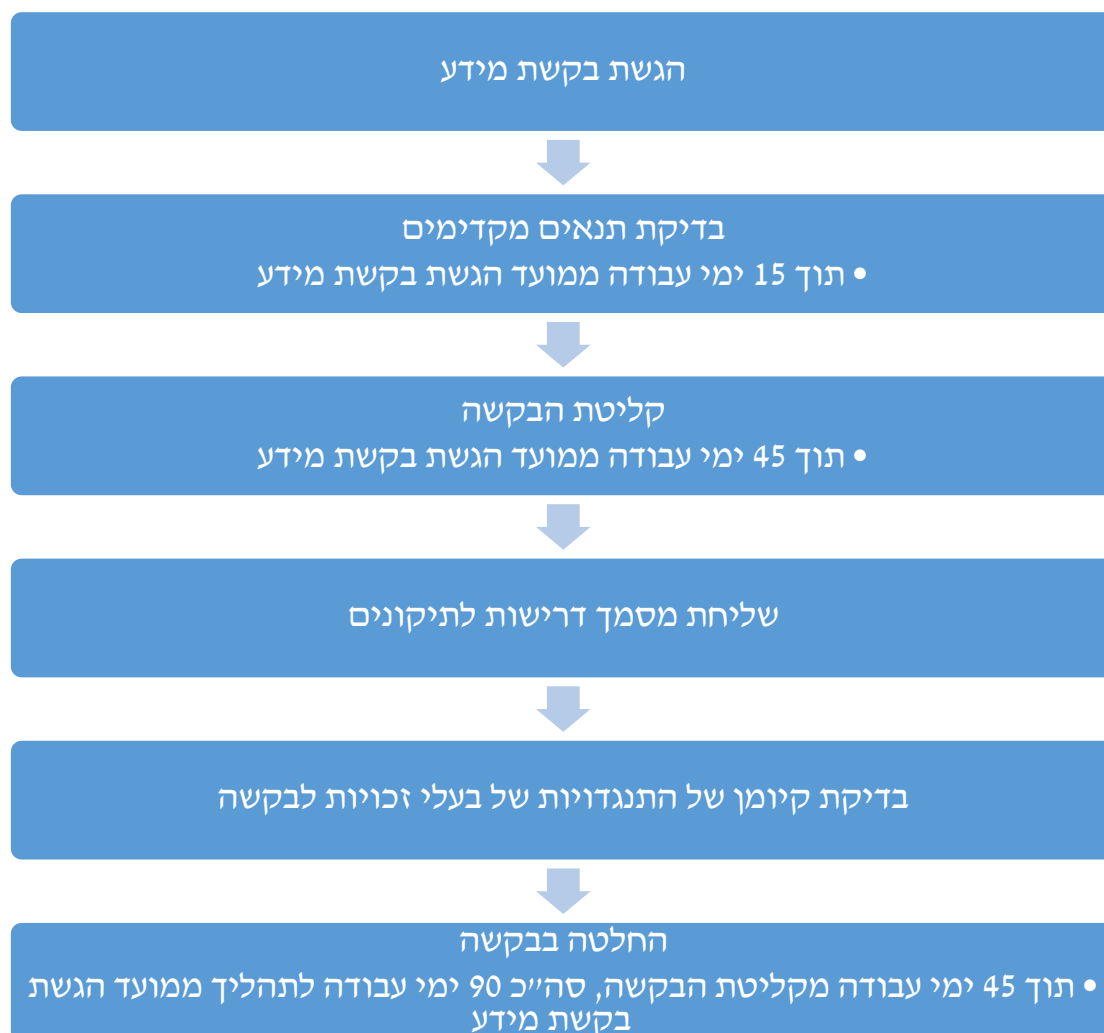 הגשת בקשת מידע
בדיקת תנאים מקדימים
• תוך 15 ימי עבודה ממועד הגשת בקשת מידע
קליטת הבקשה
• תוך 45 ימי עבודה ממועד הגשת בקשת מידע
שליחת מסמך דרישות לתיקונים
בדיקת קיומן של התנגדויות של בעלי זכויות לבקשה
החלטה בבקשה
• תוך 45 ימי עבודה מקליטת הבקשה, סה״כ 90 ימי עבודה לתהליך ממועד הגשת
בקשת מידע